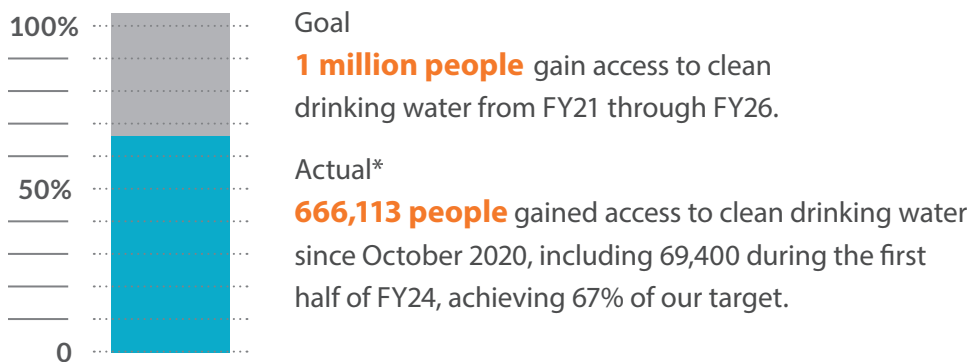 100%
50%
0
Goal
1 million people gain access to clean
drinking water from FY21 through FY26.
Actual*
666,113 people gained access to clean drinking water
since October 2020, including 69,400 during the first
half of FY24, achieving 67% of our target.